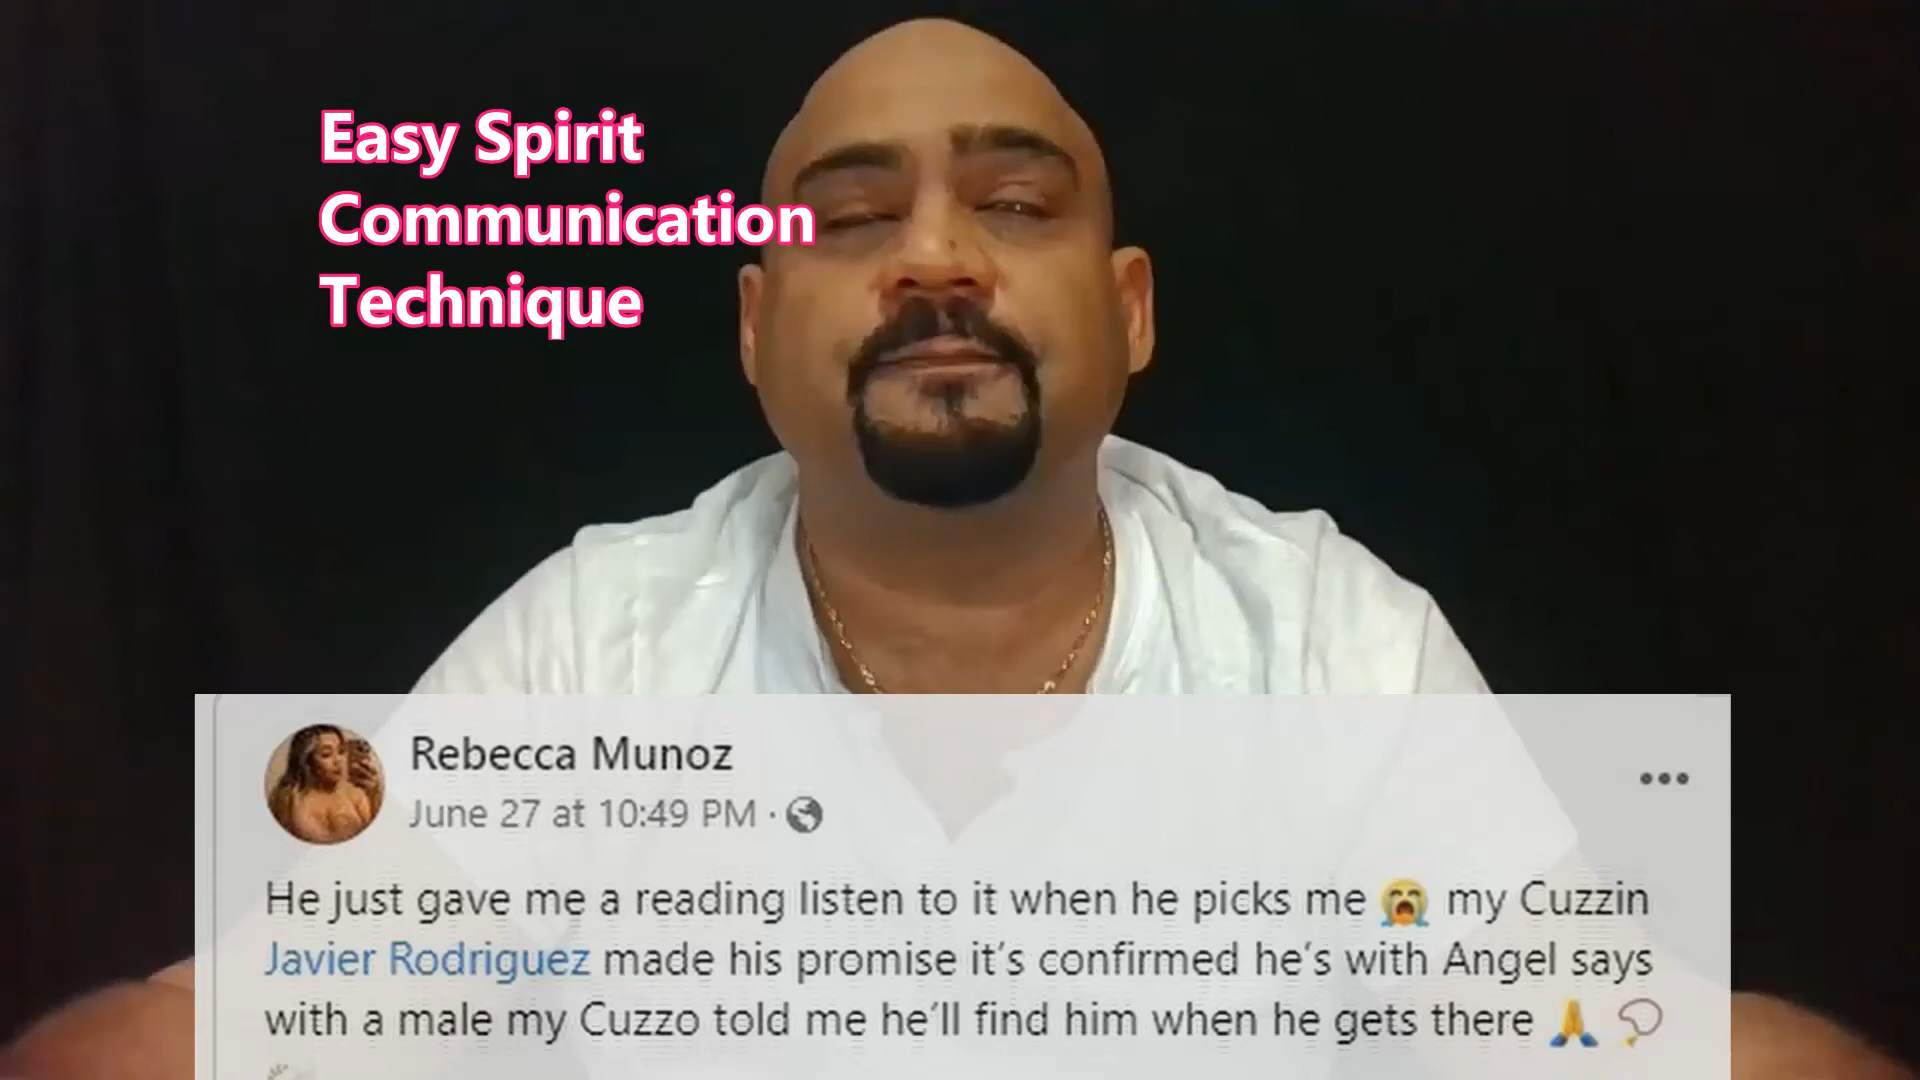 Easy Spirit
Communication
Technique
Rebecca Munoz
June 27 at 10:49 PM ·
He just gave me a reading listen to it when he picks me 😭 my Cuzzin
Javier Rodriguez made his promise it’s confirmed he’s with Angel says
with a male my Cuzzo told me he’ll find him when he gets there 🙏